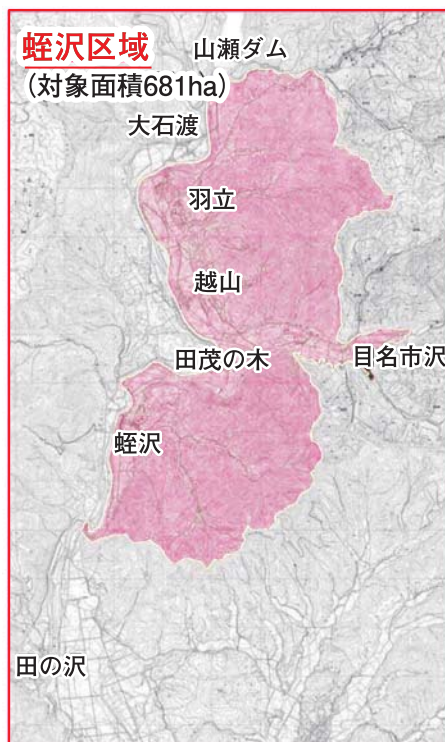 蛭沢区域
(対象面積681ha)
山瀬ダム
大石渡
羽立
越山
田茂の木
目名市沢
蛭沢
田の沢